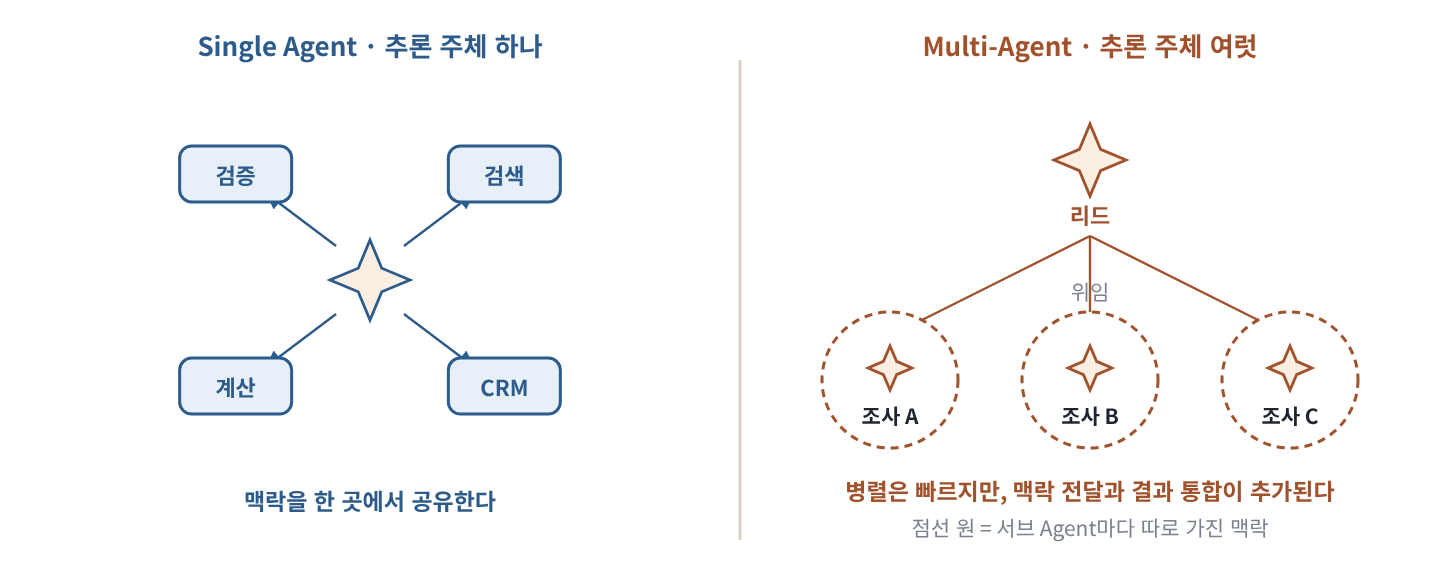 Single Agent · 추론 주체 하나
검증
검색
계산
CRM
맥락을 한 곳에서 공유한다
Multi-Agent · 추론 주체 여럿
리드
위임
조사 A
조사 B
조사 C
병렬은 빠르지만, 맥락 전달과 결과 통합이 추가된다
점선 원 = 서브 Agent마다 따로 가진 맥락